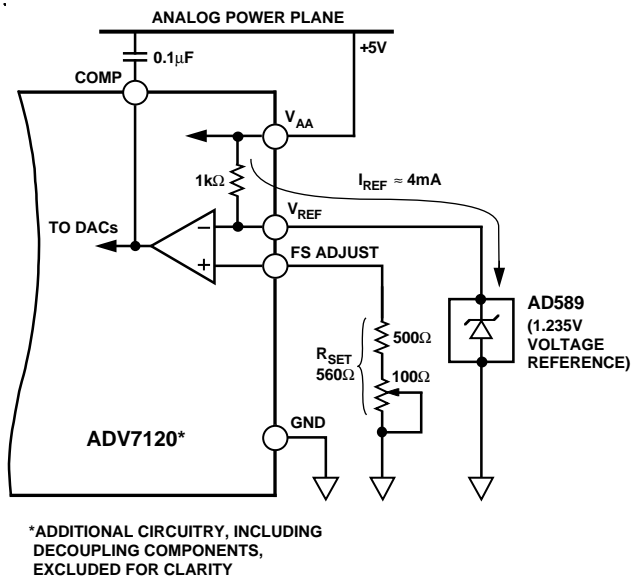 ANALOG POWER PLANE
+5V
0.1μF
COMP
VAA
1kΩ
IREF ≈ 4mA
VREF
TO DACs
FS ADJUST
AD589
(1.235V
VOLTAGE
REFERENCE)
500Ω
RSET
560Ω
100Ω
GND
ADV7120*
*ADDITIONAL CIRCUITRY, INCLUDING
DECOUPLING COMPONENTS,
EXCLUDED FOR CLARITY